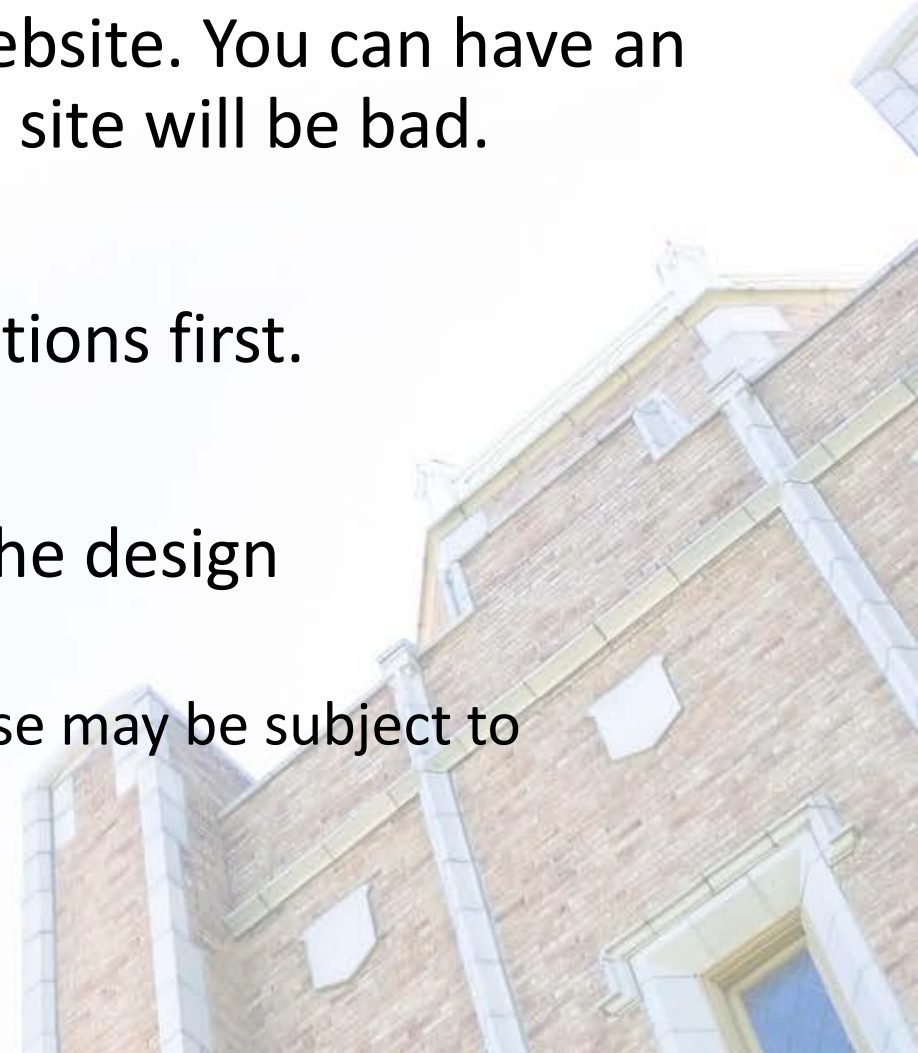 ebsite. You can have an
site will be bad.
tions first.
he design
se may be subject to